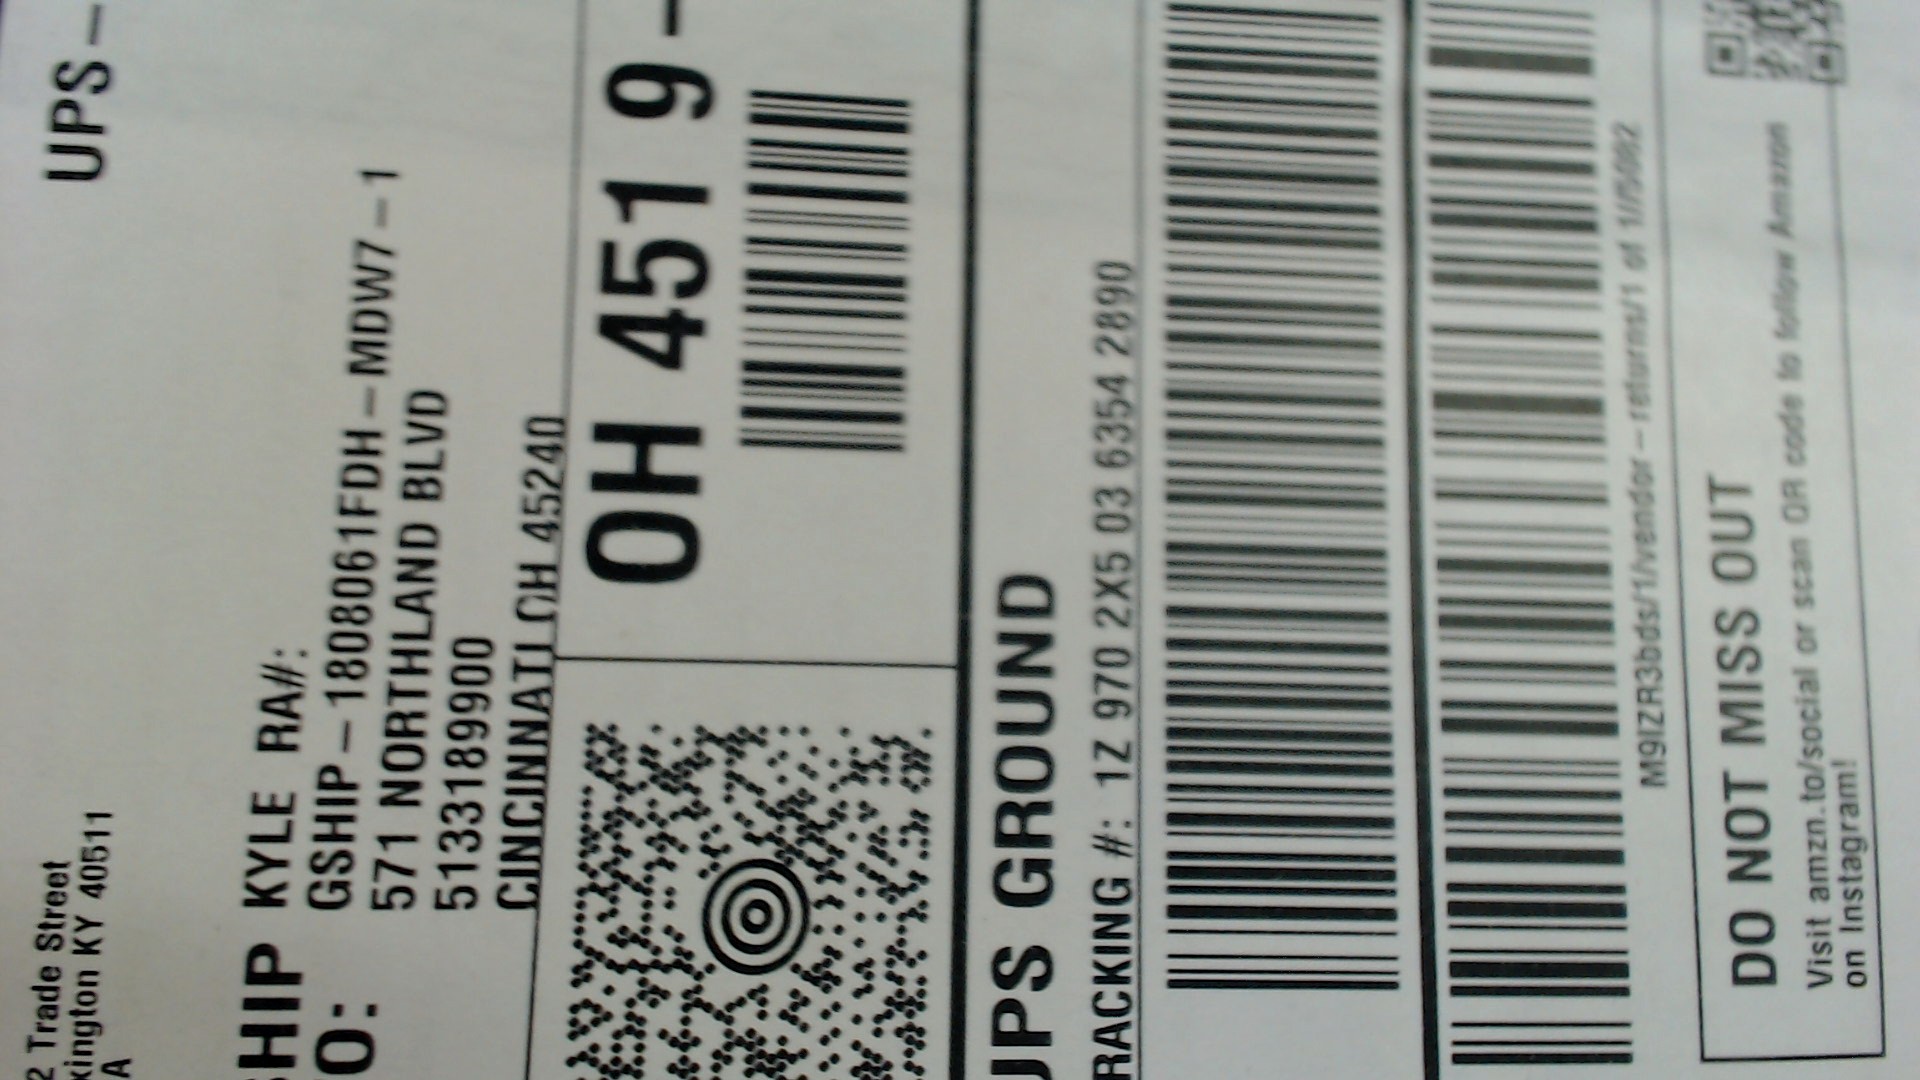 UPS -
2 Trade Street
xington KY 40511
A
SHIP
TO:
KYLE RA#:
GSHIP-1808061FDH-MDW7-1
571 NORTHLAND BLVD
5133189900
CINCINNATI OH 45240
OH 451 9-
UPS GROUND
TRACKING #: 1Z 970 2X5 03 6354 2890
M9IZR3bds/1/vendor-returns/1 of 1/
DO NOT MISS OUT
Visit amzn.to/social or scan QR code to follow Amazon
on Instagram!